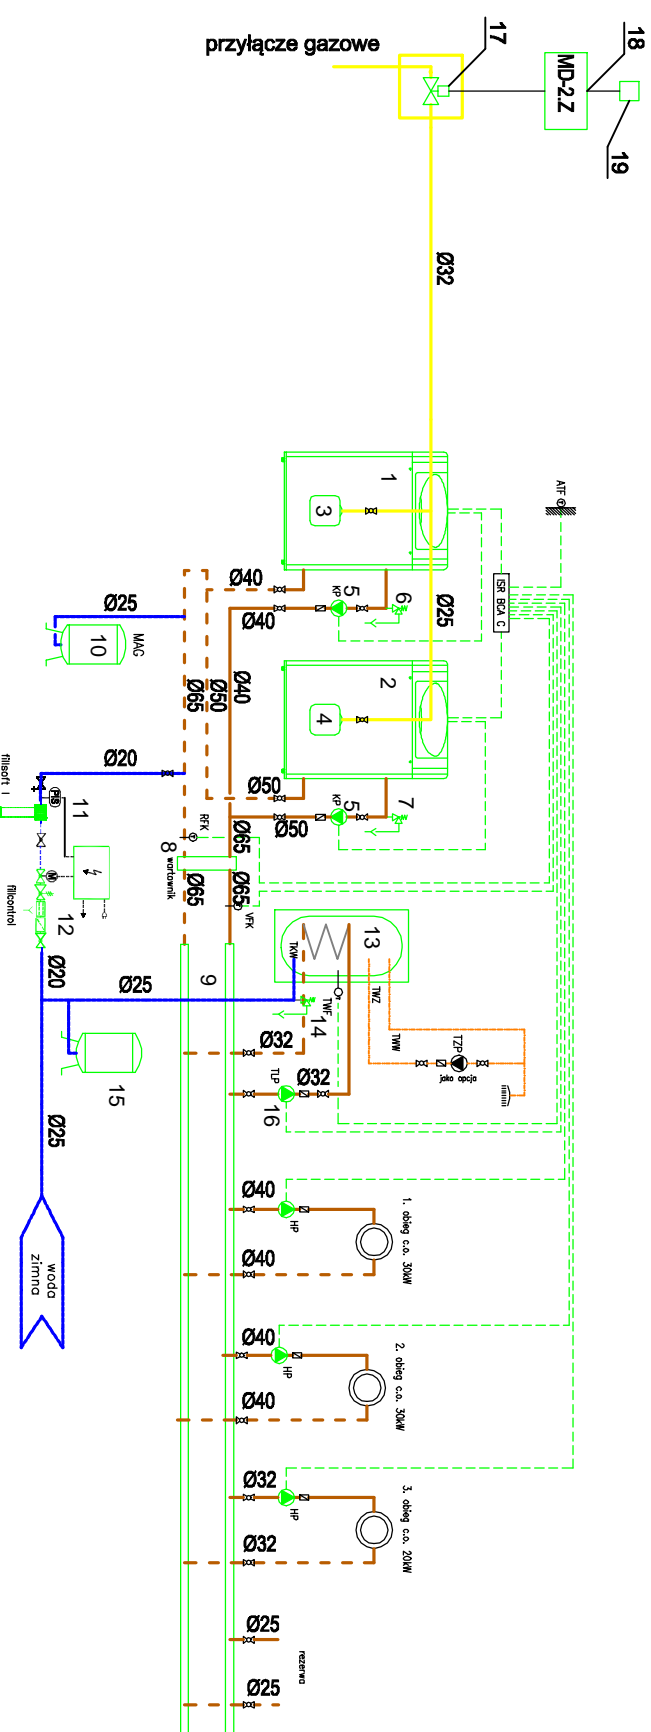 przyłącze gazowe
17
18
MD-2.Z
19
Ø32
ATF
1
3
ISR BCA C
Ø40
KP
5
6
Ø25
Ø40
Ø25
MAG
10
2
4
Ø65
Ø50
Ø40
Ø20
Ø50
KP
5
7
Ø50
fillsoft I
PIS
11
RFK
Ø65
8
wartownik
Ø65
Ø65
VFK
M
fillcontrol
12
13
TKW
TWZ
TWW
Ø20
9
Ø25
TWF
14
TZP
jako opcja
Ø32
TLP
Ø32
16
15
Ø25
Ø40
HP
1. obieg c.o. 30kW
Ø40
woda
zimna
Ø40
HP
2. obieg c.o. 30kW
Ø40
Ø32
HP
3. obieg c.o. 20kW
Ø32
Ø25
rezerwa
Ø25